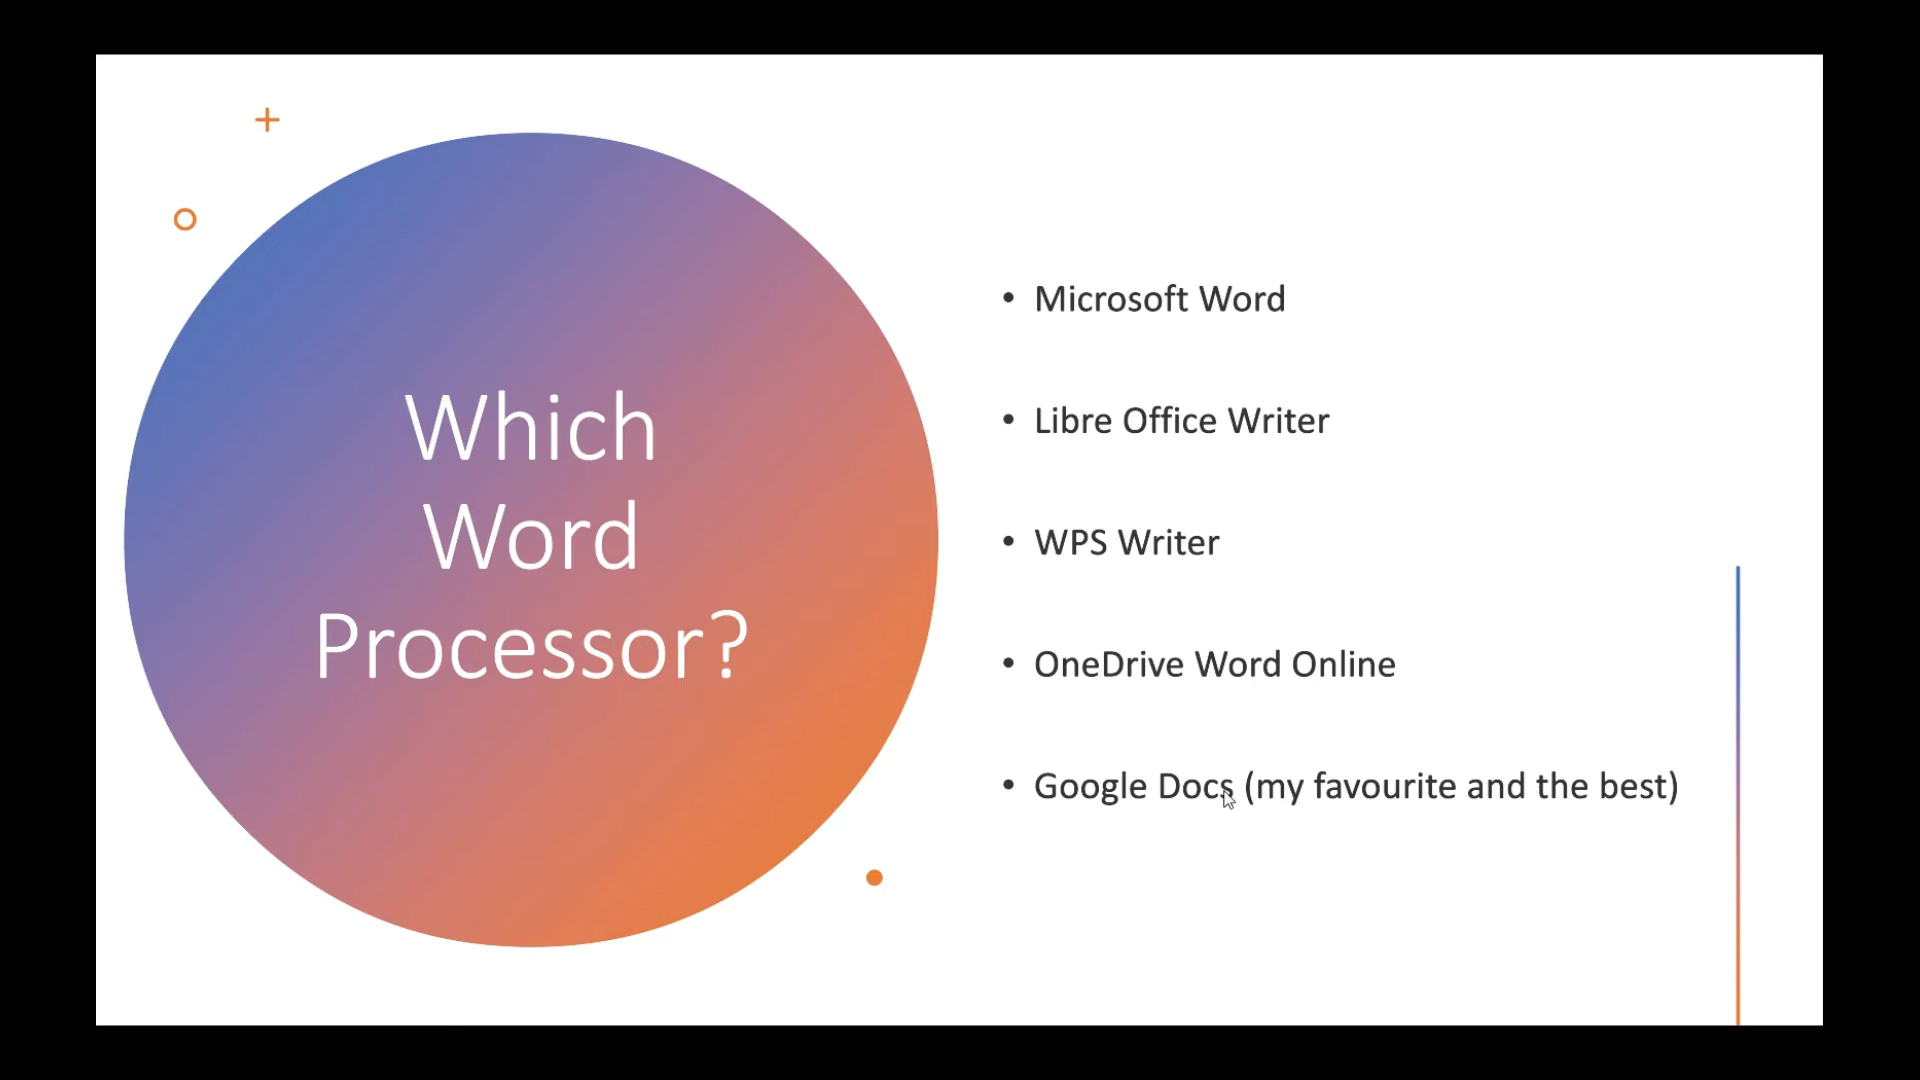 Which
Word
Processor?
• Microsoft Word
• Libre Office Writer
• WPS Writer
• OneDrive Word Online
• Google Docs (my favourite and the best)